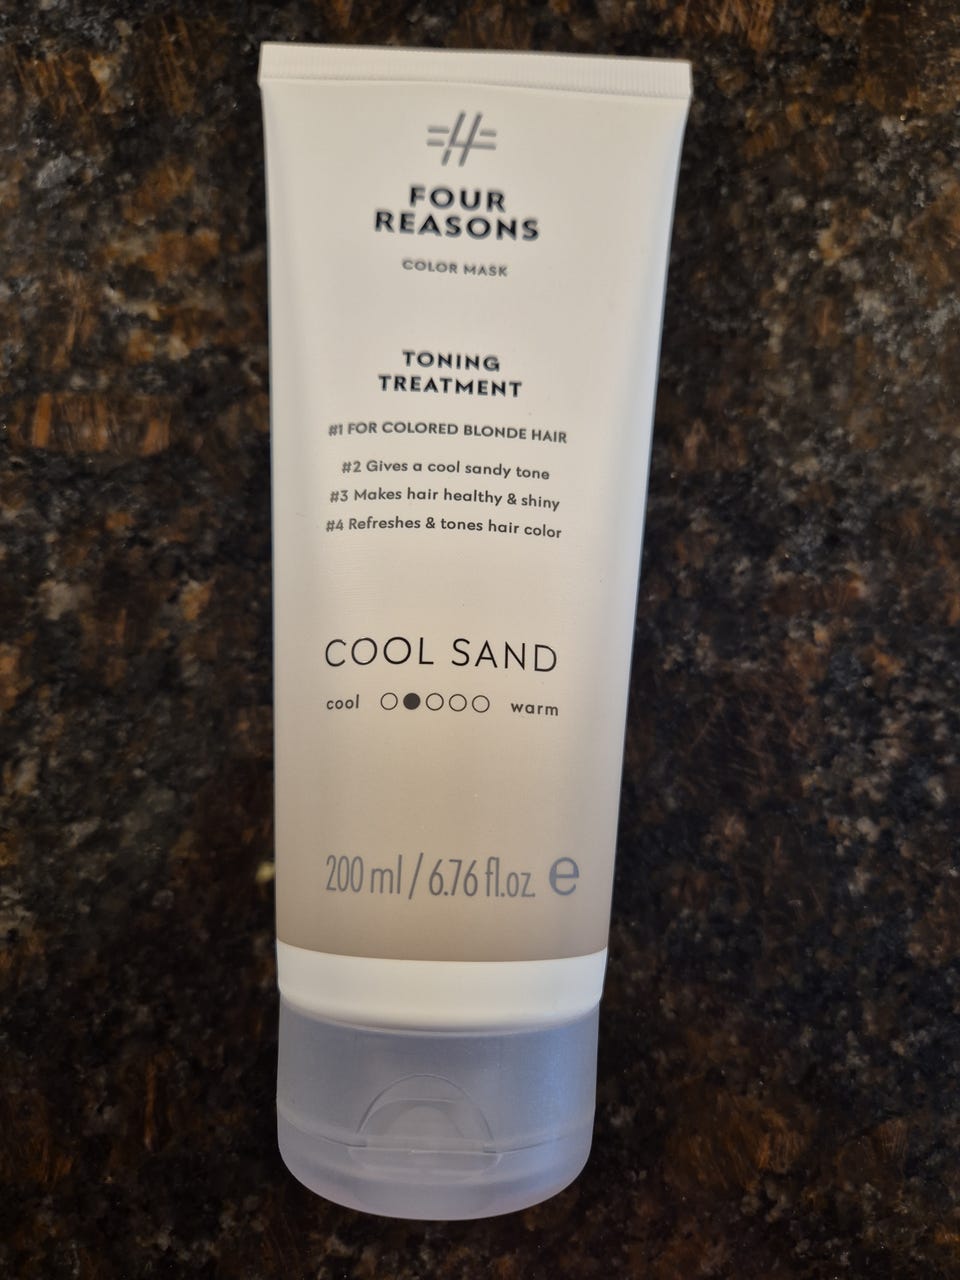 FOUR
REASONS
COLOR MASK
TONING
TREATMENT
#1 FOR COLORED BLONDE HAIR
#2 Gives a cool sandy tone
#3 Makes hair healthy & shiny
#4 Refreshes & tones hair color
COOL SAND
cool warm
200 ml / 6.76 fl.oz. ℮